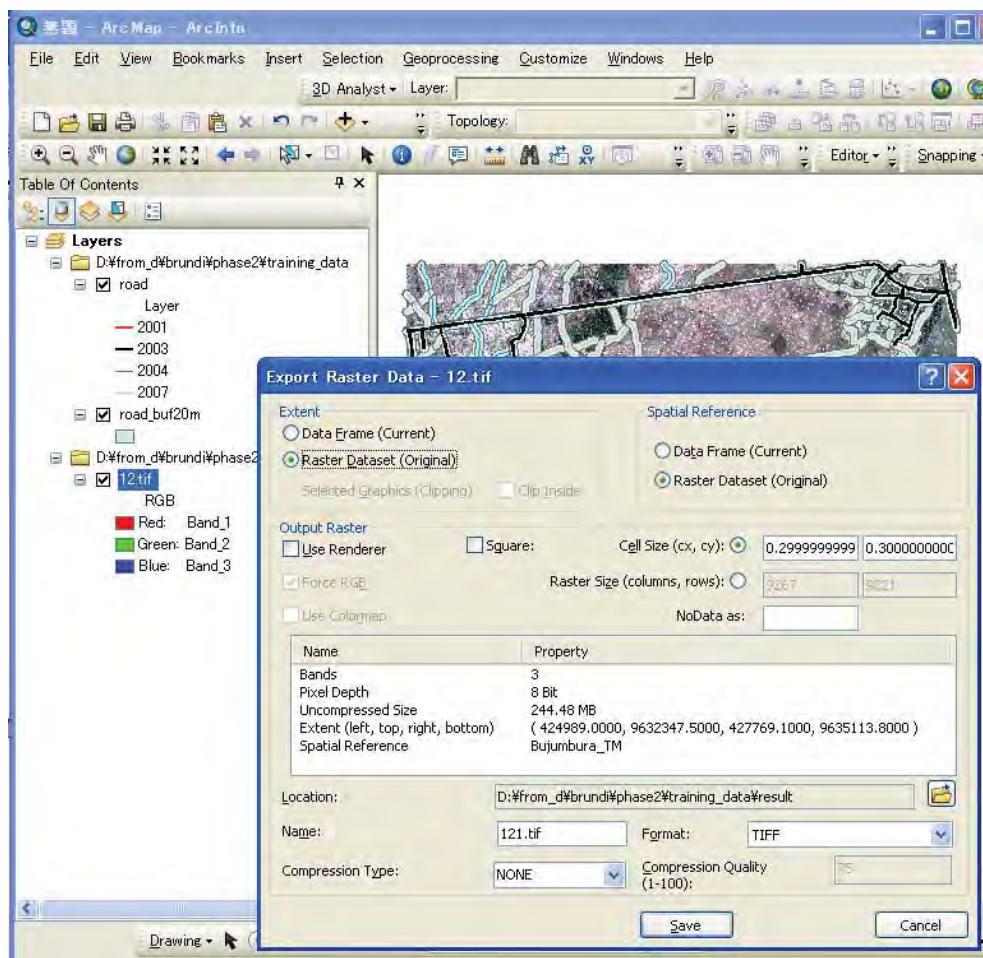 無題 - ArcMap - ArcInfo
File Edit View Bookmarks Insert Selection Geoprocessing Customize Windows Help
3D Analyst Layer:
Topology:
Editor Snapping
Table Of Contents
Layers
D:¥from_d¥brundi¥phase2¥training_data
road
Layer
2001
2003
2004
2007
road_buf20m
D:¥from_d¥brundi¥phase2
12.tif
RGB
Red: Band_1
Green: Band_2
Blue: Band_3
Export Raster Data - 12.tif
Extent
Data Frame (Current)
Raster Dataset (Original)
Selected Graphics (Clipping) Clip Inside
Spatial Reference
Data Frame (Current)
Raster Dataset (Original)
Output Raster
Use Renderer Square: Cell Size (cx, cy): 0.2999999999 0.300000000C
Force RGB Raster Size (columns, rows): 9267 9221
Use Colormap NoData as:
Name Property
Bands 3
Pixel Depth 8 Bit
Uncompressed Size 244.48 MB
Extent (left, top, right, bottom) ( 424989.0000, 9632347.5000, 427769.1000, 9635113.8000 )
Spatial Reference Bujumbura_TM
Location: D:¥from_d¥brundi¥phase2¥training_data¥result
Name: 121.tif Format: TIFF
Compression Type: NONE Compression Quality (1-100): 75
Save Cancel
Drawing